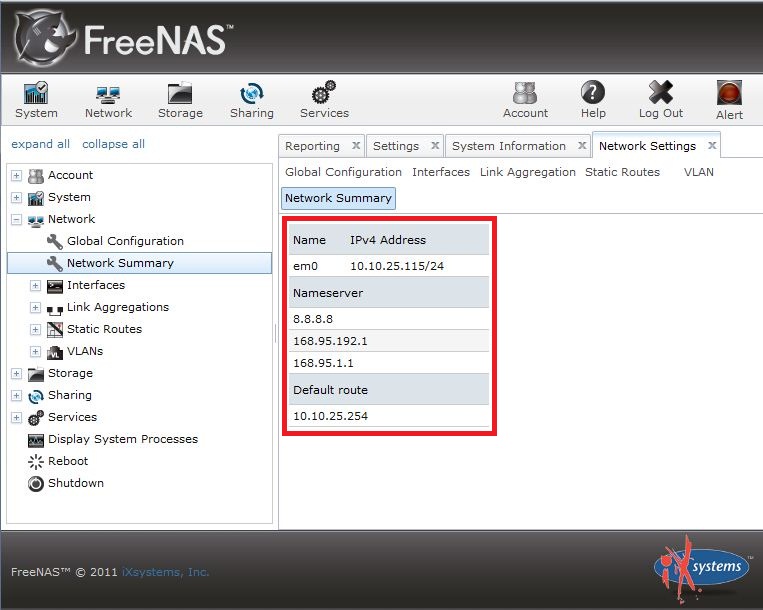 FreeNAS™
System Network Storage Sharing Services Account Help Log Out Alert
expand all collapse all
Account
System
Network
Global Configuration
Network Summary
Interfaces
Link Aggregations
Static Routes
VLANs
Storage
Sharing
Services
Display System Processes
Reboot
Shutdown
Reporting x Settings x System Information x Network Settings x
Global Configuration Interfaces Link Aggregation Static Routes VLAN
Network Summary
Name IPv4 Address
em0 10.10.25.115/24
Nameserver
8.8.8.8
168.95.192.1
168.95.1.1
Default route
10.10.25.254
FreeNAS™ © 2011 iXsystems, Inc.
iXsystems™